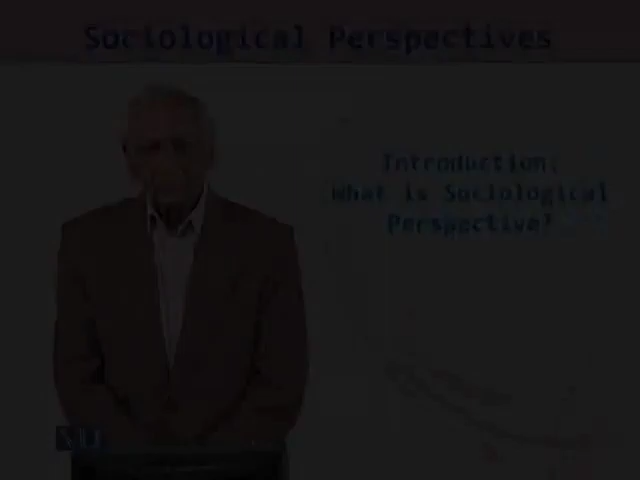 Sociological Perspectives
Introduction:
What is Sociological
Perspective?